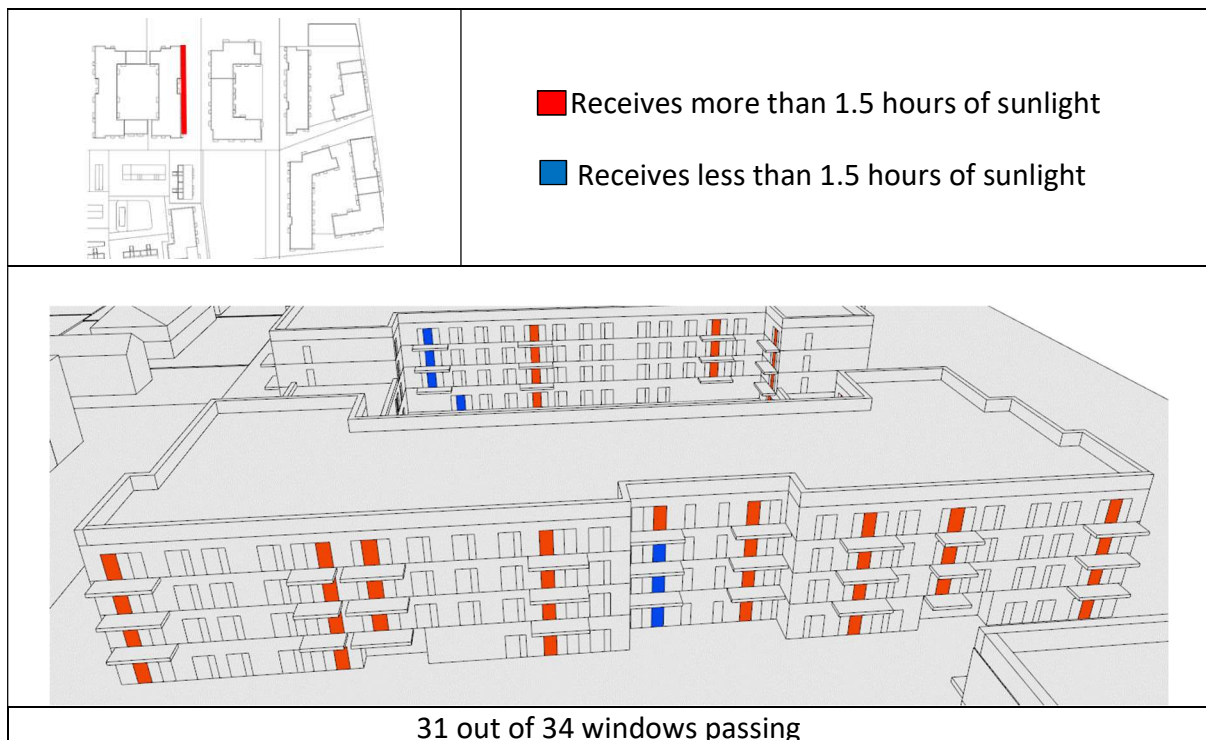 Receives more than 1.5 hours of sunlight
Receives less than 1.5 hours of sunlight
31 out of 34 windows passing